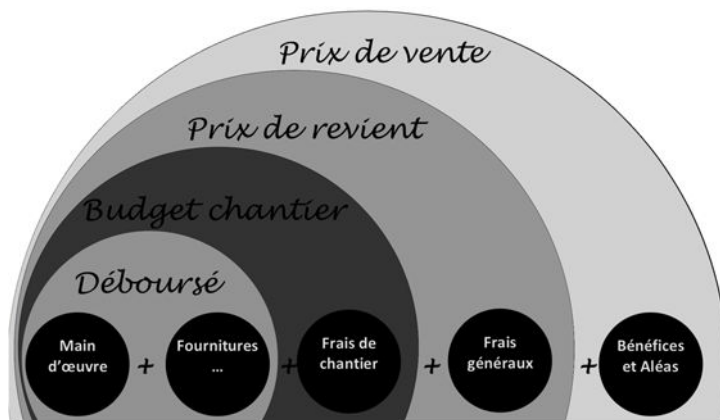 Prix de vente
Prix de revient
Budget chantier
Déboursé
Main
d'œuvre
+
Fournitures
...
+
Frais de
chantier
+
Frais
généraux
+
Bénéfices
et Aléas